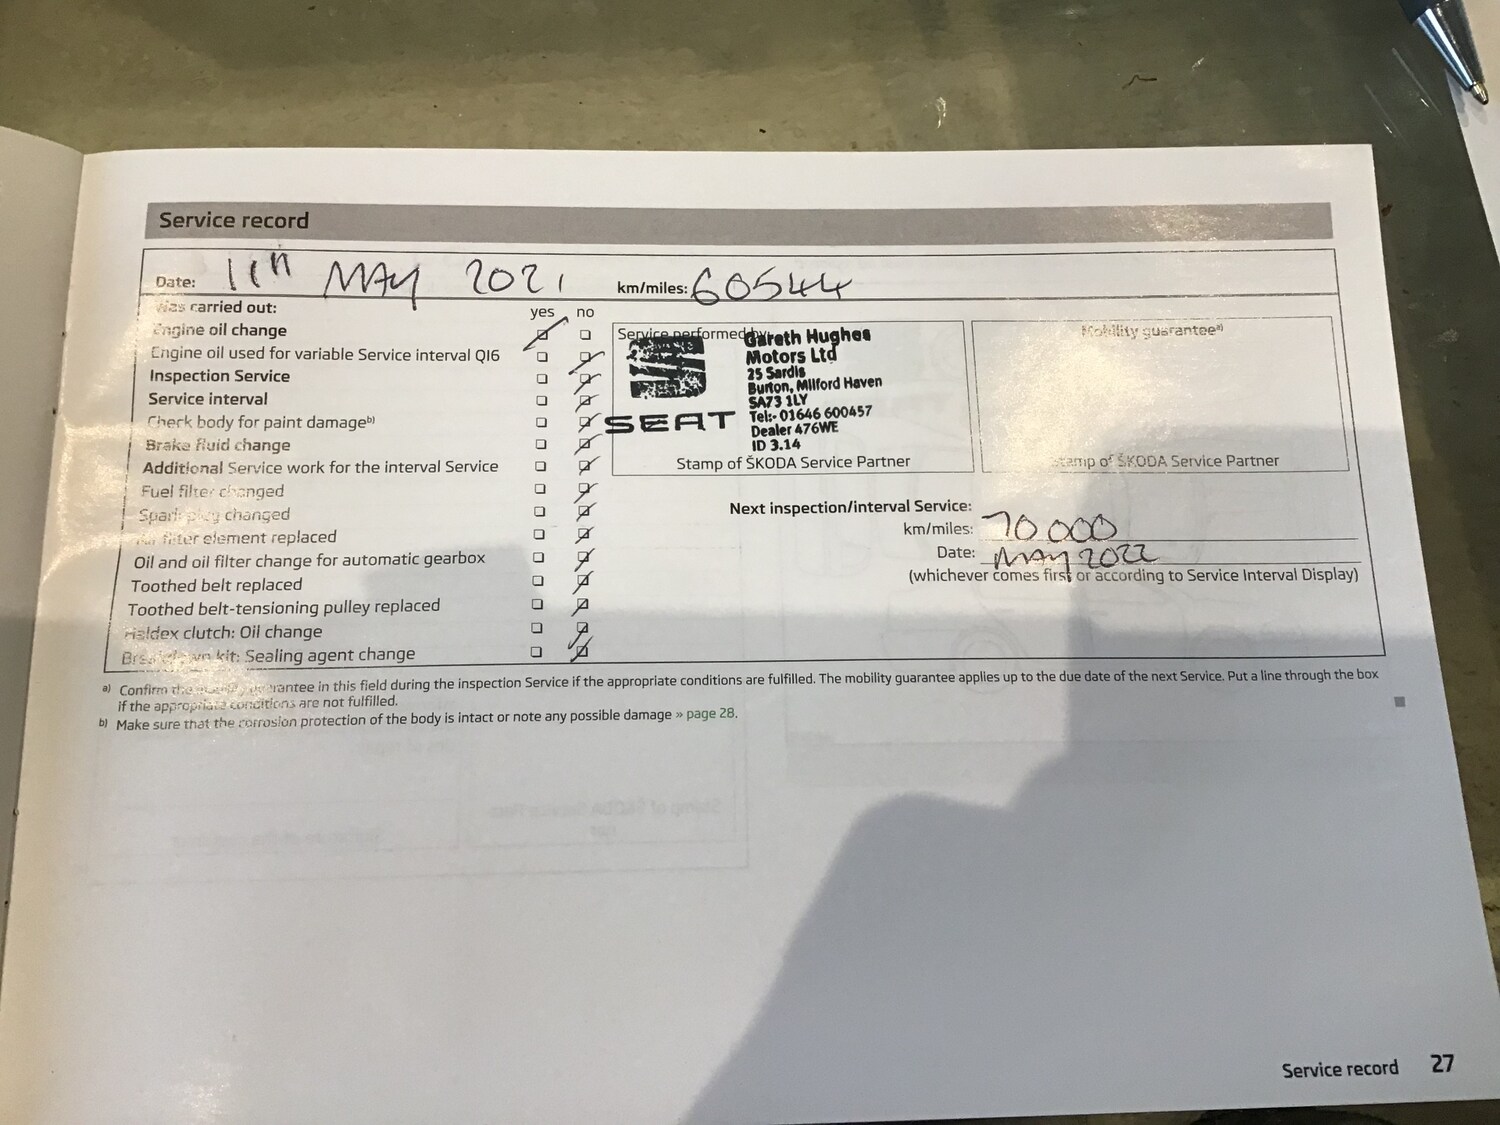 Service record
Date: 11th MAY 2021 km/miles: 60544
Was carried out:
yes no
Engine oil change
Engine oil used for variable Service interval QI6
Inspection Service
Service interval
Check body for paint damage b)
Brake fluid change
Additional Service work for the interval Service
Fuel filter changed
Spark plug changed
Air filter element replaced
Oil and oil filter change for automatic gearbox
Toothed belt replaced
Toothed belt-tensioning pulley replaced
Haldex clutch: Oil change
Breakdown kit: Sealing agent change
Service performed by:
SEAT
Gareth Hughes
Motors Ltd
25 Sardis
Burton, Milford Haven
SA73 1LY
Tel:- 01646 600457
Dealer 476WE
ID 3.14
Stamp of ŠKODA Service Partner
Mobility guarantee a)
Stamp of ŠKODA Service Partner
Next inspection/interval Service:
km/miles: 70 000
Date: MAY 2022
(whichever comes first or according to Service Interval Display)
a) Confirm the mobility guarantee in this field during the inspection Service if the appropriate conditions are fulfilled. The mobility guarantee applies up to the due date of the next Service. Put a line through the box
if the appropriate conditions are not fulfilled.
b) Make sure that the corrosion protection of the body is intact or note any possible damage » page 28.
Service record 27